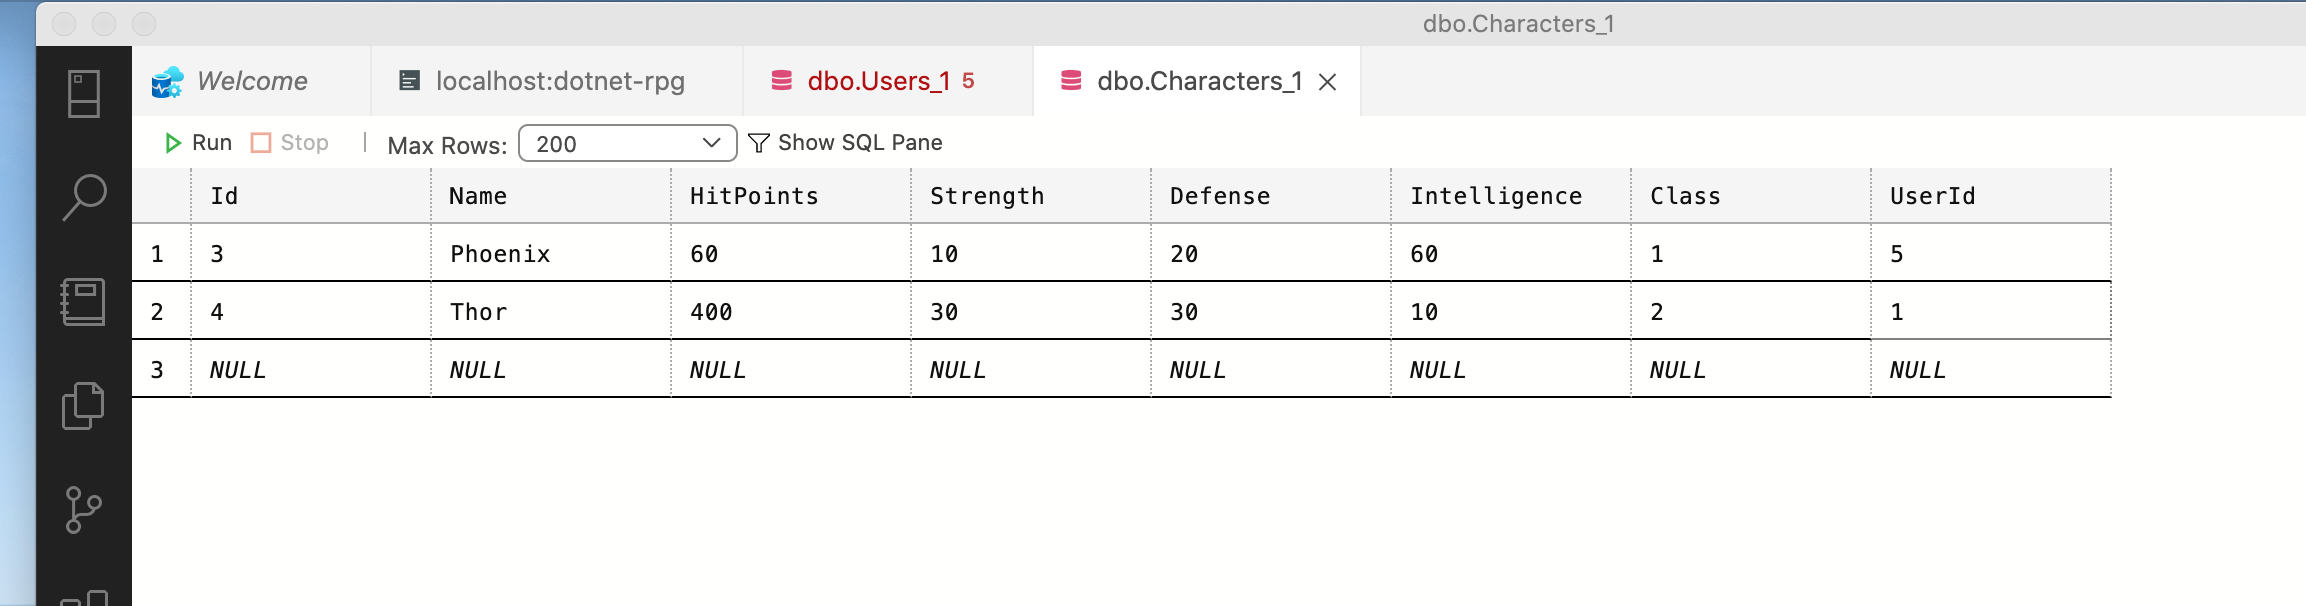 dbo.Characters_1
Welcome localhost:dotnet-rpg dbo.Users_1 5 dbo.Characters_1
Run Stop Max Rows: 200 Show SQL Pane
Id Name HitPoints Strength Defense Intelligence Class UserId
1 3 Phoenix 60 10 20 60 1 5
2 4 Thor 400 30 30 10 2 1
3 NULL NULL NULL NULL NULL NULL NULL NULL